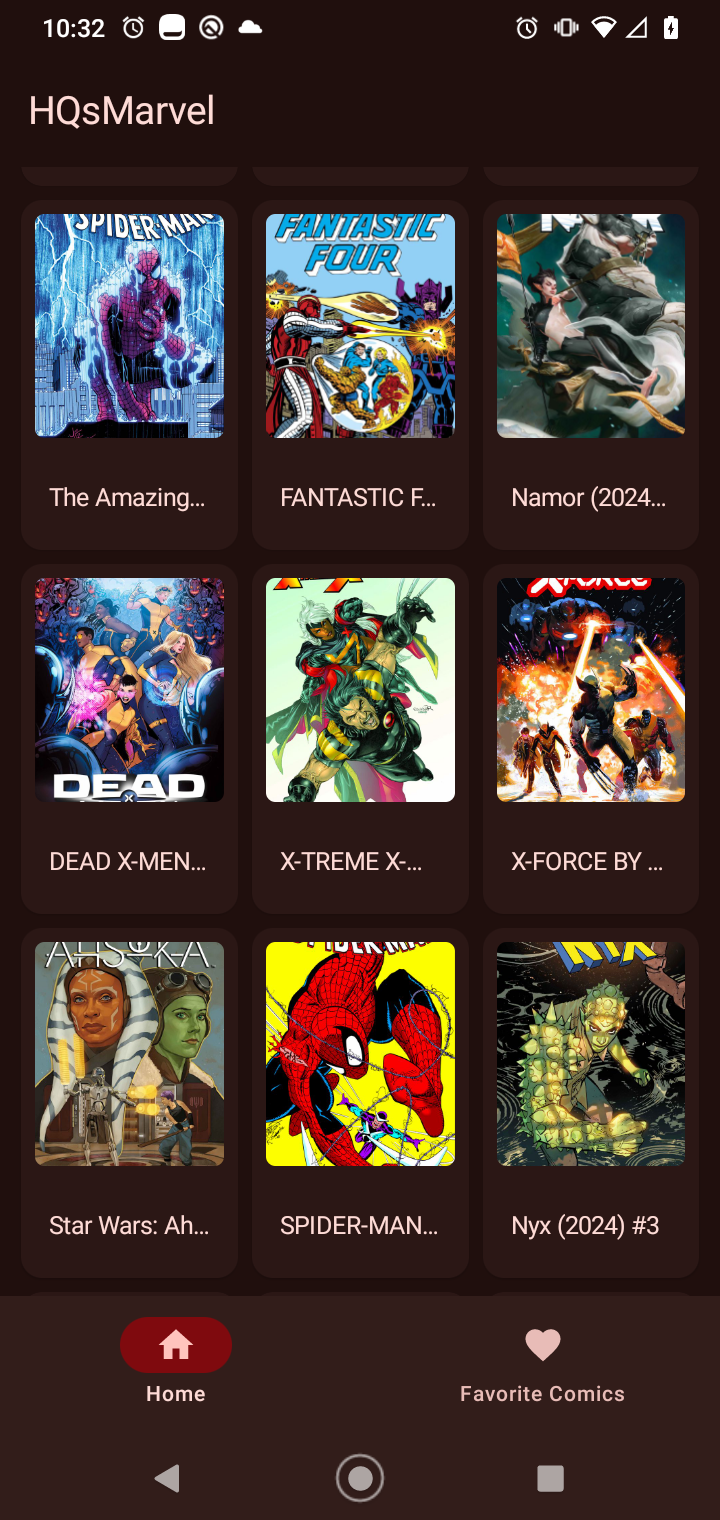 10:32
HQsMarvel
SPIDER-MAN
FANTASTIC
FOUR
The Amazing...
FANTASTIC F...
Namor (2024...
DEAD
X-FORCE
DEAD X-MEN...
X-TREME X-...
X-FORCE BY ...
AHSOKA
SPIDER-MAN
NYX
Star Wars: Ah...
SPIDER-MAN...
Nyx (2024) #3
Home
Favorite Comics